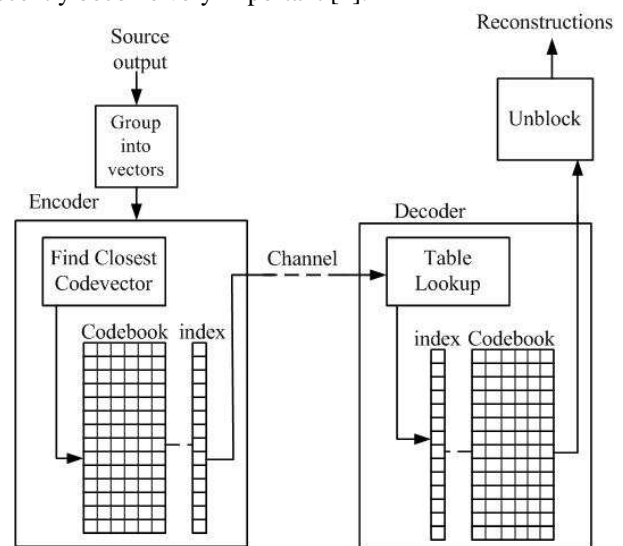 Reconstructions
Source
output
Group
into
vectors
Unblock
Encoder
Decoder
Find Closest
Codevector
Channel
Table
Lookup
Codebook index
index Codebook